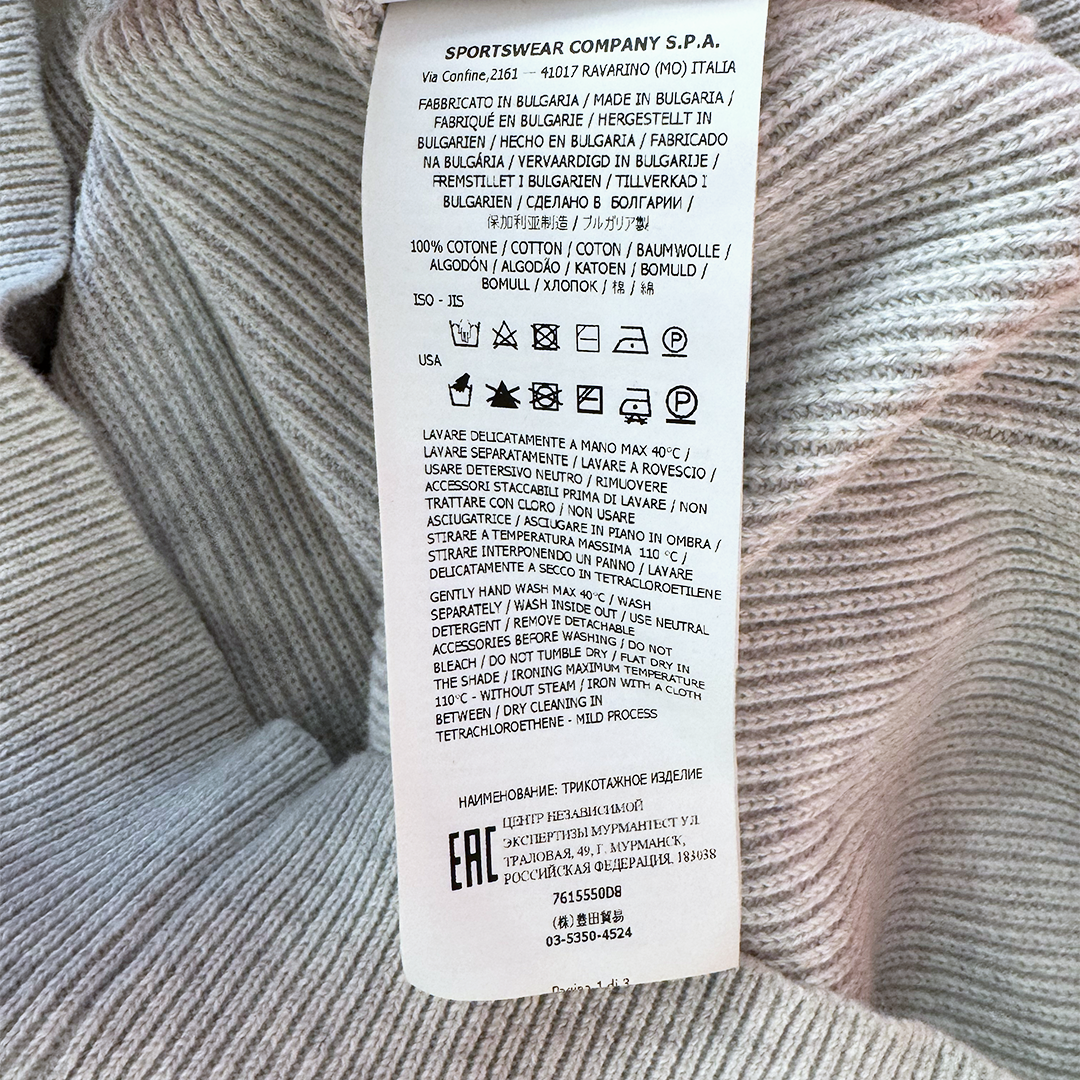 SPORTSWEAR COMPANY S.P.A.
Via Confine,2161 — 41017 RAVARINO (MO) ITALIA
FABBRICATO IN BULGARIA / MADE IN BULGARIA /
FABRIQUÉ EN BULGARIE / HERGESTELLT IN
BULGARIEN / HECHO EN BULGARIA / FABRICADO
NA BULGÁRIA / VERVAARDIGD IN BULGARIJE /
FREMSTILLET I BULGARIEN / TILLVERKAD I
BULGARIEN / СДЕЛАНО В БОЛГАРИИ /
保加利亚制造 / ブルガリア製
100% COTONE / COTTON / COTON / BAUMWOLLE /
ALGODÓN / ALGODÃO / KATOEN / BOMULD /
BOMULL / ХЛОПОК / 棉 / 綿
ISO - JIS
P
USA
P
LAVARE DELICATAMENTE A MANO MAX 40°C /
LAVARE SEPARATAMENTE / LAVARE A ROVESCIO /
USARE DETERSIVO NEUTRO / RIMUOVERE
ACCESSORI STACCABILI PRIMA DI LAVARE / NON
TRATTARE CON CLORO / NON USARE
ASCIUGATRICE / ASCIUGARE IN PIANO IN OMBRA /
STIRARE A TEMPERATURA MASSIMA 110 °C /
STIRARE INTERPONENDO UN PANNO / LAVARE
DELICATAMENTE A SECCO IN TETRACLOROETILENE
GENTLY HAND WASH MAX 40°C / WASH
SEPARATELY / WASH INSIDE OUT / USE NEUTRAL
DETERGENT / REMOVE DETACHABLE
ACCESSORIES BEFORE WASHING / DO NOT
BLEACH / DO NOT TUMBLE DRY / FLAT DRY IN
THE SHADE / IRONING MAXIMUM TEMPERATURE
110°C - WITHOUT STEAM / IRON WITH A CLOTH
BETWEEN / DRY CLEANING IN
TETRACHLOROETHENE - MILD PROCESS
НАИМЕНОВАНИЕ: ТРИКОТАЖНОЕ ИЗДЕЛИЕ
EAC
ЦЕНТР НЕЗАВИСИМОЙ
ЭКСПЕРТИЗЫ МУРМАНТЕСТ УЛ.
ТРАЛОВАЯ, 49, Г. МУРМАНСК,
РОССИЙСКАЯ ФЕДЕРАЦИЯ, 183038
7615550D8
(株)豊田貿易
03-5350-4524
Pagina 1 di 3